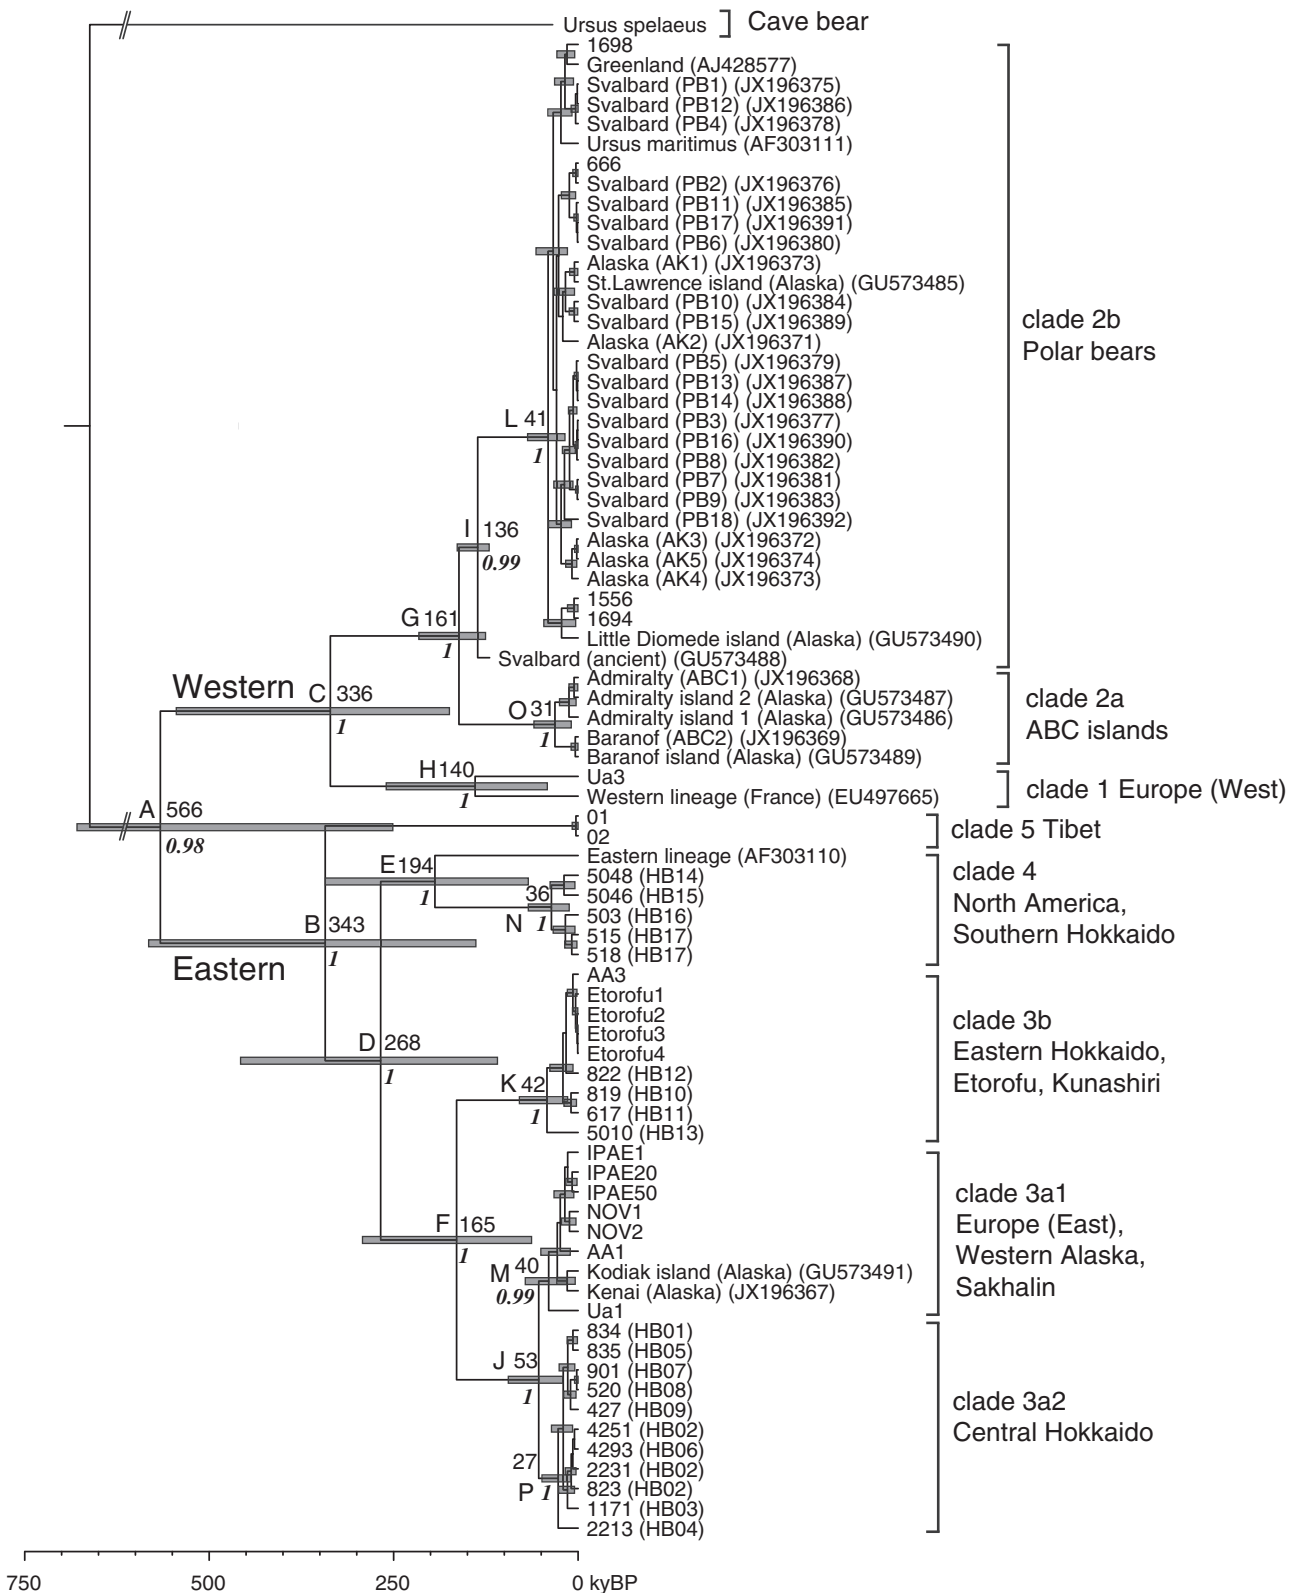 Ursus spelaeus
Cave bear
1698
Greenland (AJ428577)
Svalbard (PB1) (JX196375)
Svalbard (PB12) (JX196386)
Svalbard (PB4) (JX196378)
Ursus maritimus (AF303111)
666
Svalbard (PB2) (JX196376)
Svalbard (PB11) (JX196385)
Svalbard (PB17) (JX196391)
Svalbard (PB6) (JX196380)
Alaska (AK1) (JX196373)
St.Lawrence island (Alaska) (GU573485)
Svalbard (PB10) (JX196384)
Svalbard (PB15) (JX196389)
Alaska (AK2) (JX196371)
Svalbard (PB5) (JX196379)
Svalbard (PB13) (JX196387)
Svalbard (PB14) (JX196388)
Svalbard (PB3) (JX196377)
Svalbard (PB16) (JX196390)
Svalbard (PB8) (JX196382)
Svalbard (PB7) (JX196381)
Svalbard (PB9) (JX196383)
Svalbard (PB18) (JX196392)
Alaska (AK3) (JX196372)
Alaska (AK5) (JX196374)
Alaska (AK4) (JX196373)
1556
1694
Little Diomede island (Alaska) (GU573490)
Svalbard (ancient) (GU573488)
clade 2b
Polar bears
L 41
1
I 136
0.99
G 161
1
Western
C 336
1
Admiralty (ABC1) (JX196368)
Admiralty island 2 (Alaska) (GU573487)
Admiralty island 1 (Alaska) (GU573486)
Baranof (ABC2) (JX196369)
Baranof island (Alaska) (GU573489)
clade 2a
ABC islands
O 31
1
H 140
1
Ua3
Western lineage (France) (EU497665)
clade 1 Europe (West)
A 566
0.98
01
02
clade 5 Tibet
Eastern lineage (AF303110)
5048 (HB14)
5046 (HB15)
503 (HB16)
515 (HB17)
518 (HB17)
clade 4
North America,
Southern Hokkaido
E 194
1
36
N 1
B 343
1
Eastern
AA3
Etorofu1
Etorofu2
Etorofu3
Etorofu4
822 (HB12)
819 (HB10)
617 (HB11)
5010 (HB13)
clade 3b
Eastern Hokkaido,
Etorofu, Kunashiri
D 268
1
K 42
1
IPAE1
IPAE20
IPAE50
NOV1
NOV2
AA1
Kodiak island (Alaska) (GU573491)
Kenai (Alaska) (JX196367)
Ua1
clade 3a1
Europe (East),
Western Alaska,
Sakhalin
F 165
1
M 40
0.99
834 (HB01)
835 (HB05)
901 (HB07)
520 (HB08)
427 (HB09)
4251 (HB02)
4293 (HB06)
2231 (HB02)
823 (HB02)
1171 (HB03)
2213 (HB04)
clade 3a2
Central Hokkaido
J 53
1
27
P 1
750 500 250 0 kyBP